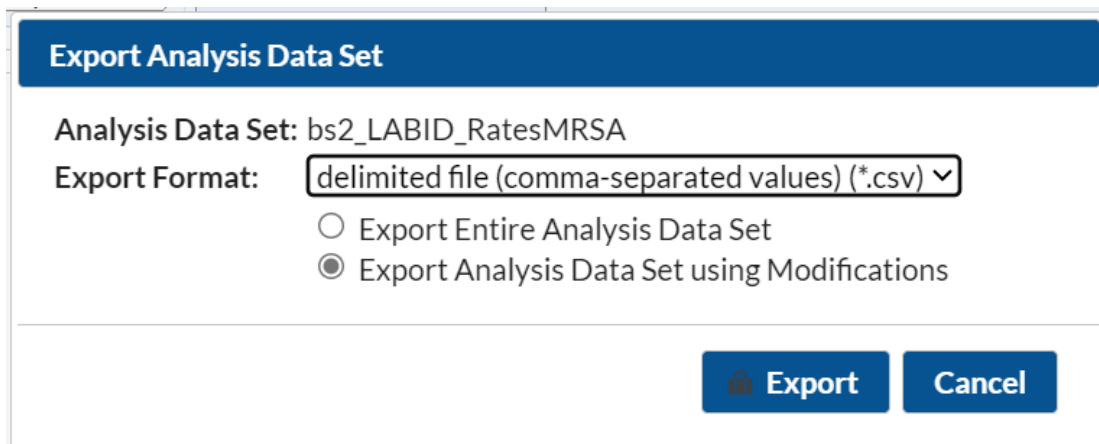 Export Analysis Data Set
Analysis Data Set: bs2_LABID_RatesMRSA
Export Format: delimited file (comma-separated values) (*.csv)
Export Entire Analysis Data Set
Export Analysis Data Set using Modifications
Export Cancel